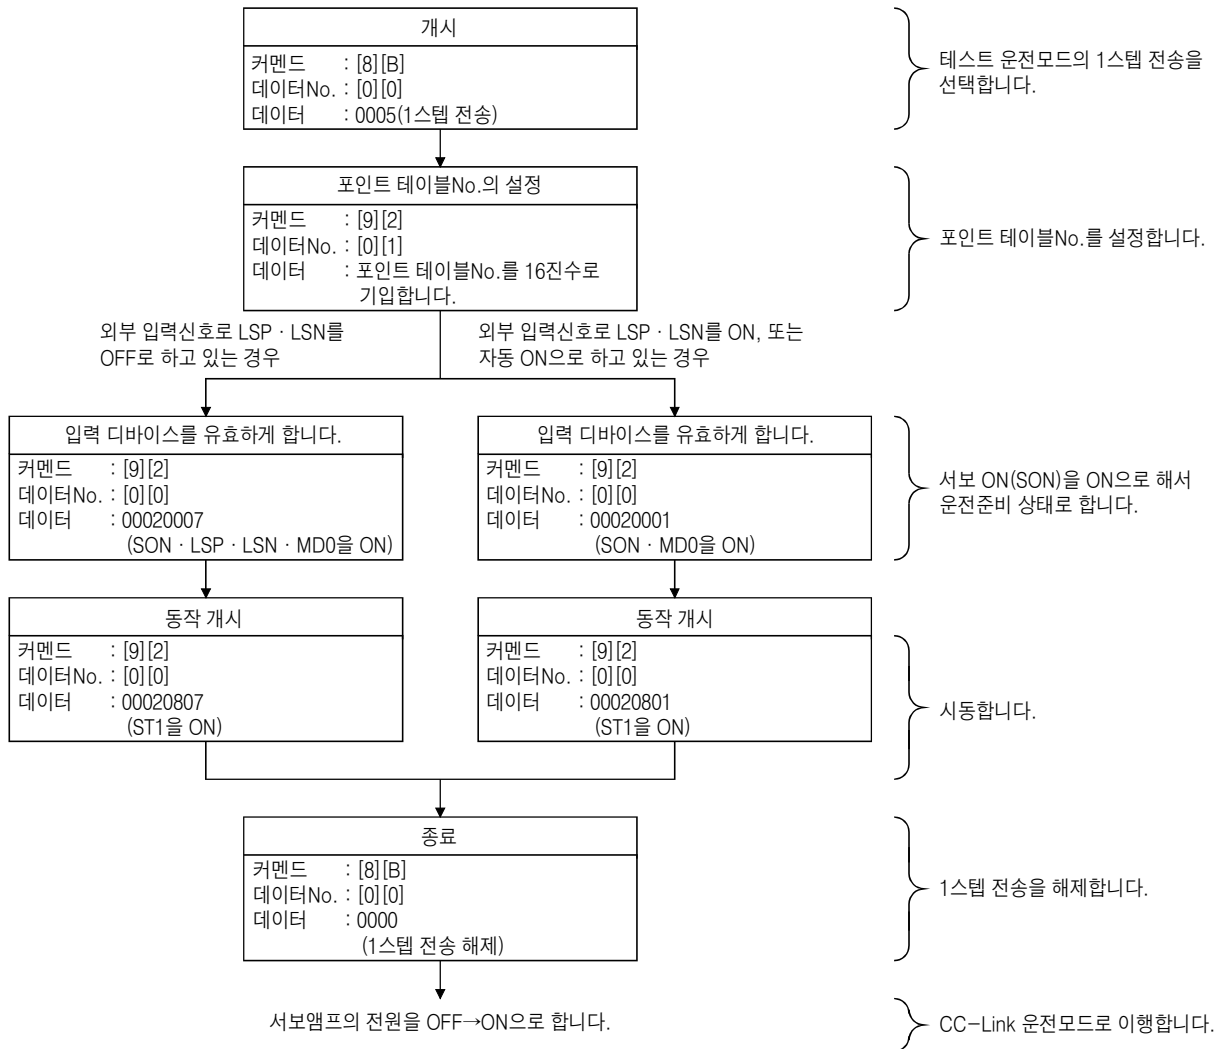 개시
커멘드 : [8][B]
데이터No. : [0][0]
데이터 : 0005(1스텝 전송)
테스트 운전모드의 1스텝 전송을
선택합니다.
포인트 테이블No.의 설정
커멘드 : [9][2]
데이터No. : [0][1]
데이터 : 포인트 테이블No.를 16진수로
기입합니다.
포인트 테이블No.를 설정합니다.
외부 입력신호로 LSP · LSN를
OFF로 하고 있는 경우
외부 입력신호로 LSP · LSN를 ON, 또는
자동 ON으로 하고 있는 경우
입력 디바이스를 유효하게 합니다.
커멘드 : [9][2]
데이터No. : [0][0]
데이터 : 00020007
(SON · LSP · LSN · MD0을 ON)
입력 디바이스를 유효하게 합니다.
커멘드 : [9][2]
데이터No. : [0][0]
데이터 : 00020001
(SON · MD0을 ON)
서보 ON(SON)을 ON으로 해서
운전준비 상태로 합니다.
동작 개시
커멘드 : [9][2]
데이터No. : [0][0]
데이터 : 00020807
(ST1을 ON)
동작 개시
커멘드 : [9][2]
데이터No. : [0][0]
데이터 : 00020801
(ST1을 ON)
시동합니다.
종료
커멘드 : [8][B]
데이터No. : [0][0]
데이터 : 0000
(1스텝 전송 해제)
1스텝 전송을 해제합니다.
서보앰프의 전원을 OFF→ON으로 합니다.
CC-Link 운전모드로 이행합니다.